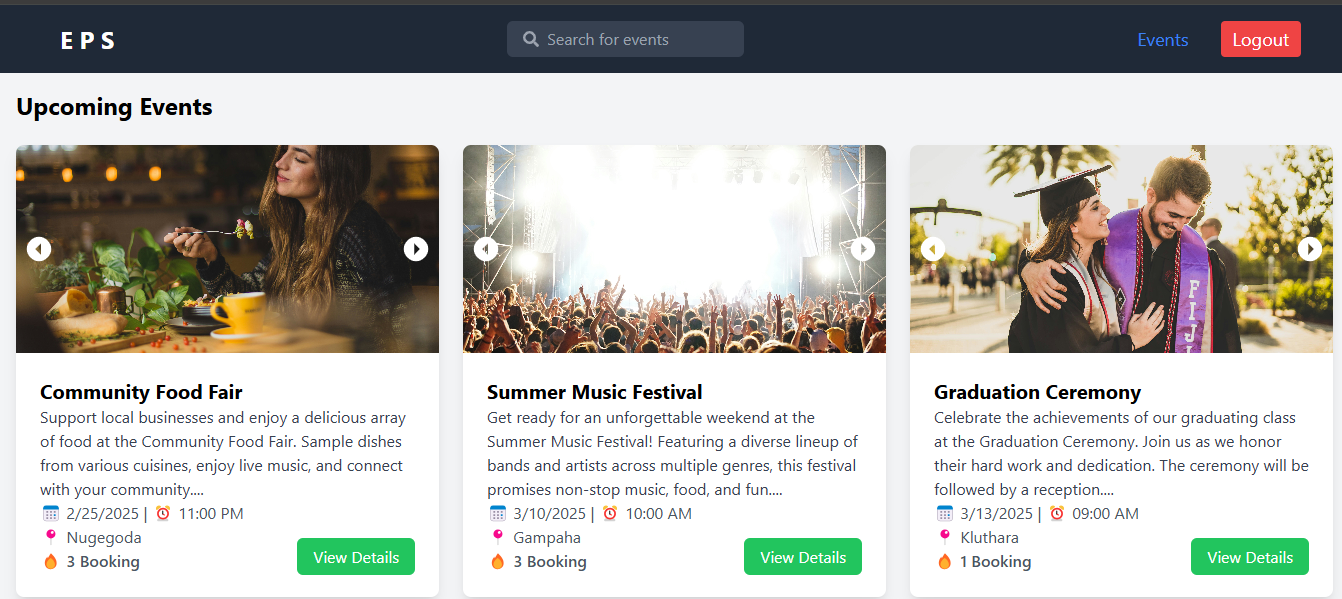 E P S
Search for events
Events
Logout
Upcoming Events
Community Food Fair
Support local businesses and enjoy a delicious array
of food at the Community Food Fair. Sample dishes
from various cuisines, enjoy live music, and connect
with your community....
2/25/2025 | 11:00 PM
Nugegoda
3 Booking
View Details
Summer Music Festival
Get ready for an unforgettable weekend at the
Summer Music Festival! Featuring a diverse lineup of
bands and artists across multiple genres, this festival
promises non-stop music, food, and fun....
3/10/2025 | 10:00 AM
Gampaha
3 Booking
View Details
FIJI
Graduation Ceremony
Celebrate the achievements of our graduating class
at the Graduation Ceremony. Join us as we honor
their hard work and dedication. The ceremony will be
followed by a reception....
3/13/2025 | 09:00 AM
Kluthara
1 Booking
View Details